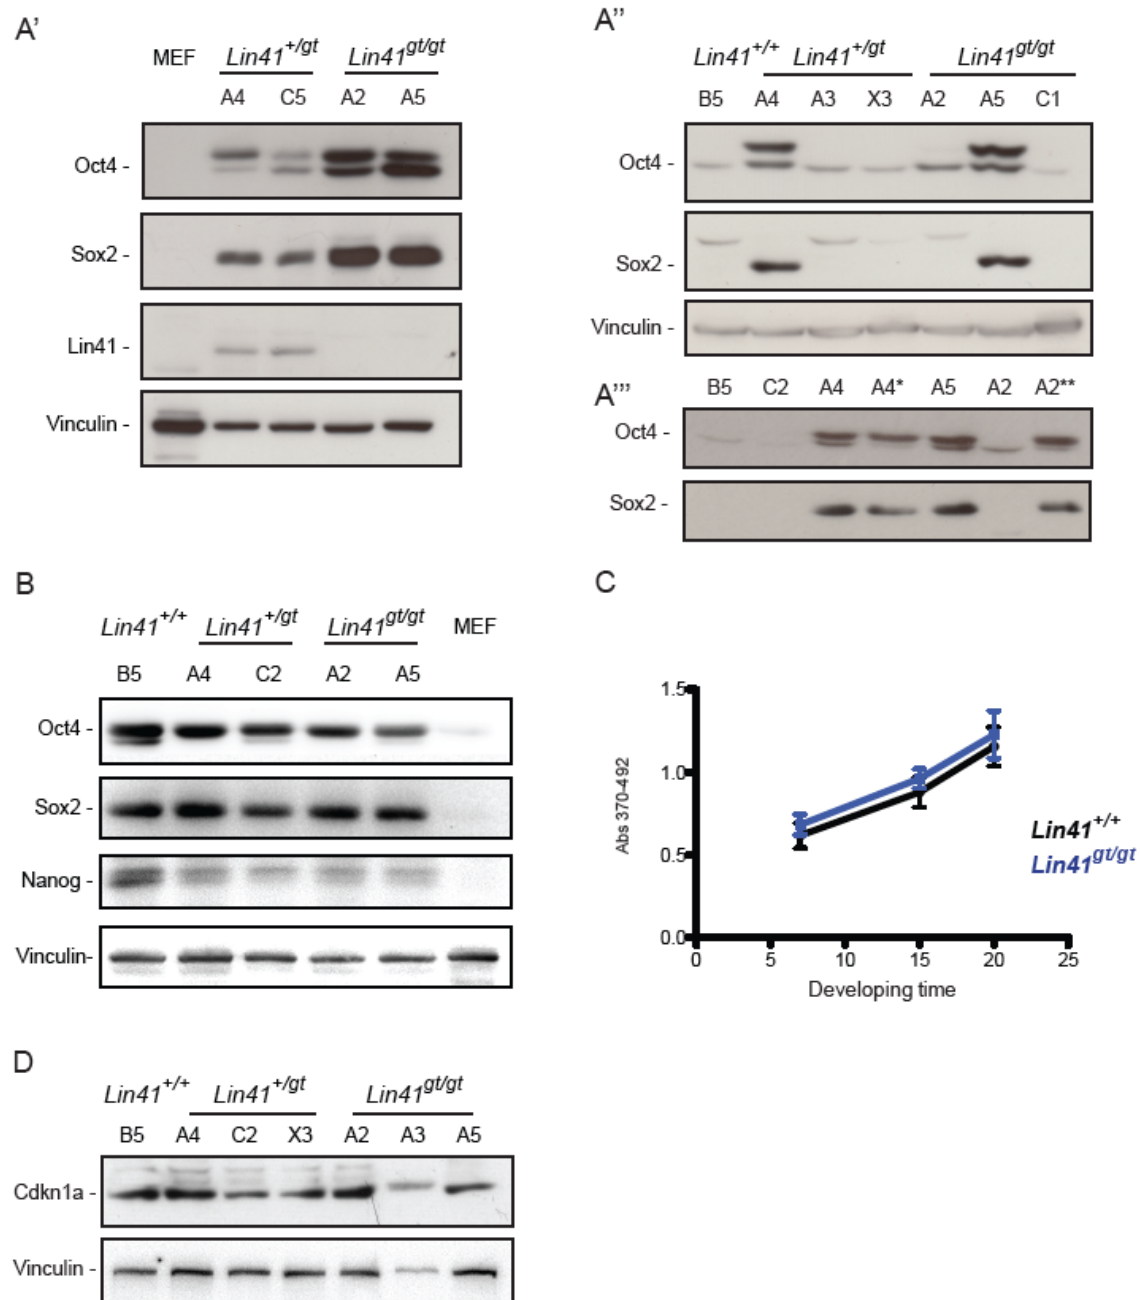 A'
MEF Lin41+/gt Lin41gt/gt
A4 C5 A2 A5
Oct4 -
Sox2 -
Lin41 -
Vinculin -
A''
Lin41+/+ Lin41+/gt Lin41gt/gt
B5 A4 A3 X3 A2 A5 C1
Oct4 -
Sox2 -
Vinculin -
A'''
B5 C2 A4 A4* A5 A2 A2**
Oct4 -
Sox2 -
B
Lin41+/+ Lin41+/gt Lin41gt/gt MEF
B5 A4 C2 A2 A5
Oct4 -
Sox2 -
Nanog -
Vinculin-
C
1.5
1.0
0.5
0.0
Abs 370-492
0 5 10 15 20 25
Developing time
Lin41+/+
Lin41gt/gt
D
Lin41+/+ Lin41+/gt Lin41gt/gt
B5 A4 C2 X3 A2 A3 A5
Cdkn1a -
Vinculin -